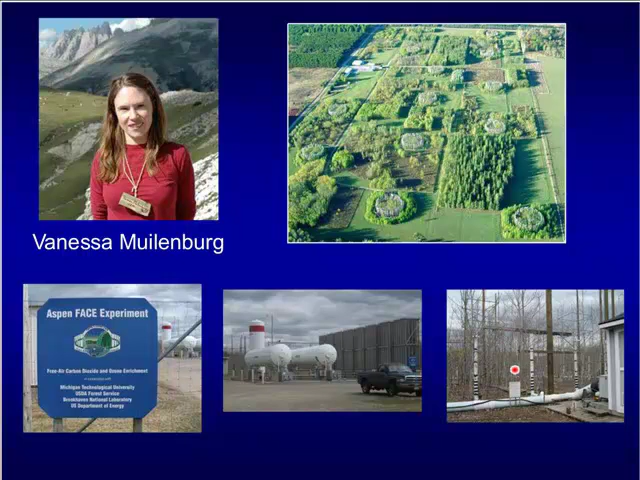 Vanessa Muilenburg
Aspen FACE Experiment
Free-Air Carbon Dioxide and Ozone Enrichment
Michigan Technological University
USDA Forest Service
Brookhaven National Laboratory
US Department of Energy